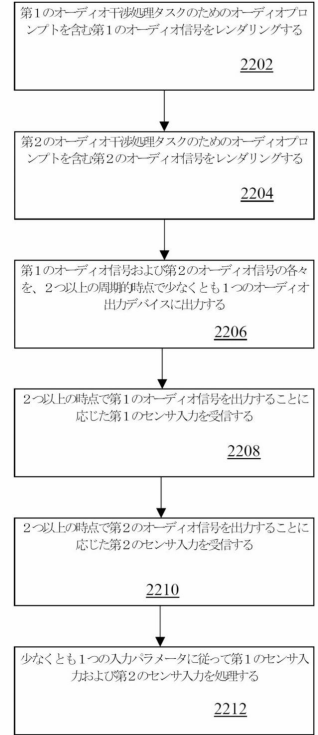 第1のオーディオ干渉処理タスクのためのオーディオプロ
ンプトを含む第1のオーディオ信号をレンダリングする
2202
第2のオーディオ干渉処理タスクのためのオーディオプロ
ンプトを含む第2のオーディオ信号をレンダリングする
2204
第1のオーディオ信号および第2のオーディオ信号の各々
を、2つ以上の周期的時点で少なくとも1つのオーディオ
出力デバイスに出力する
2206
2つ以上の時点で第1のオーディオ信号を出力することに
応じた第1のセンサ入力を受信する
2208
2つ以上の時点で第2のオーディオ信号を出力することに
応じた第2のセンサ入力を受信する
2210
少なくとも1つの入力パラメータに従って第1のセンサ入
力および第2のセンサ入力を処理する
2212